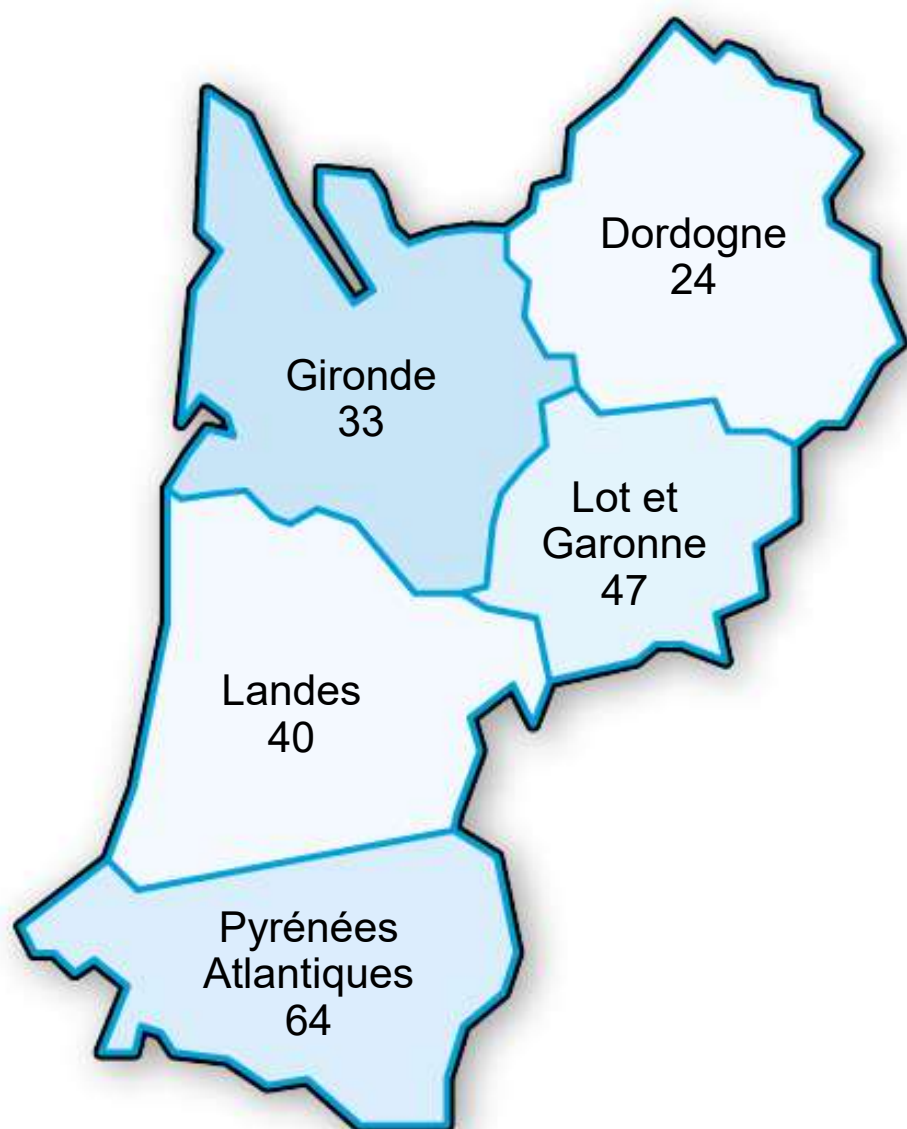 Dordogne
24
Gironde
33
Lot et
Garonne
47
Landes
40
Pyrénées
Atlantiques
64